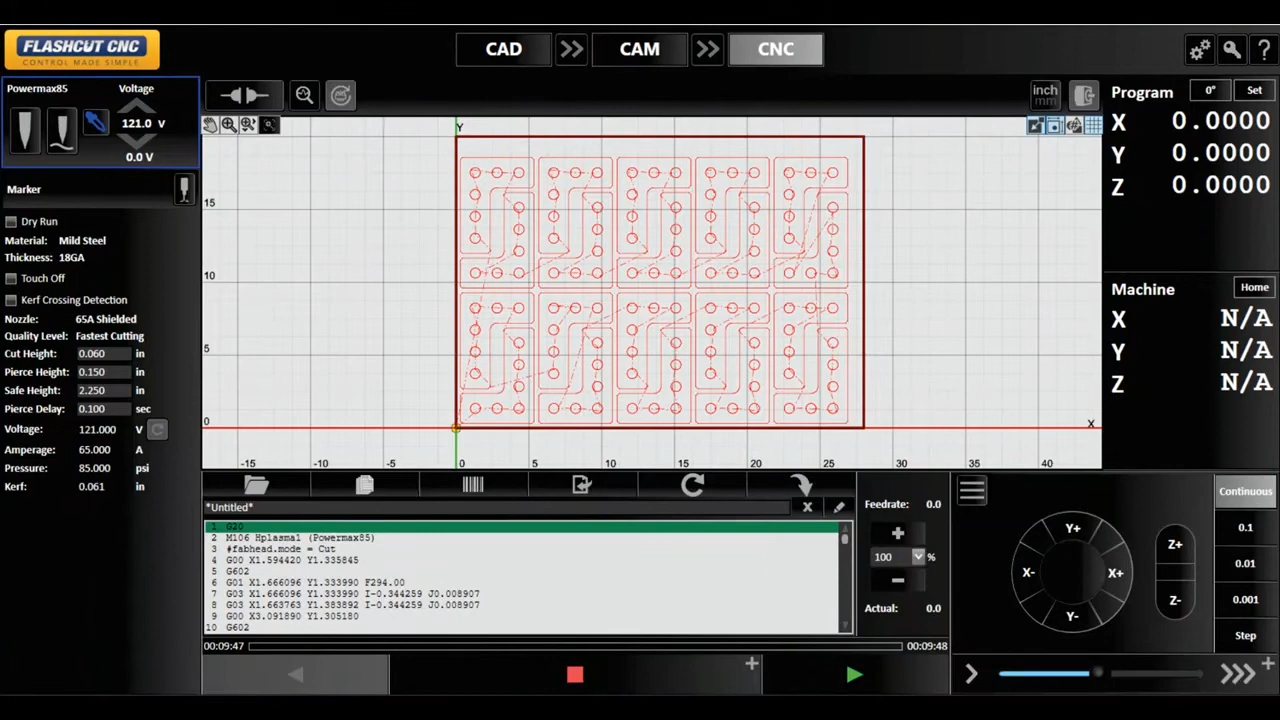 FLASHCUT CNC
CONTROL MADE SIMPLE
CAD
CAM
CNC
?
Powermax85
Voltage
121.0 V
0.0 V
Marker
Dry Run
Material: Mild Steel
Thickness: 18GA
Touch Off
Kerf Crossing Detection
Nozzle: 65A Shielded
Quality Level: Fastest Cutting
Cut Height: 0.060 in
Pierce Height: 0.150 in
Safe Height: 2.250 in
Pierce Delay: 0.100 sec
Voltage: 121.000 V
Amperage: 65.000 A
Pressure: 85.000 psi
Kerf: 0.061 in
inch
mm
Y
15
10
5
0
X
-15 -10 -5 0 5 10 15 20 25 30 35 40
Program 0° Set
X 0.0000
Y 0.0000
Z 0.0000
Machine Home
X N/A
Y N/A
Z N/A
*Untitled*
1 G20
2 M106 Hplasma1 (Powermax85)
3 #fabhead.mode = Cut
4 G00 X1.594420 Y1.335845
5 G602
6 G01 X1.666096 Y1.333990 F294.00
7 G03 X1.666096 Y1.333990 I-0.344259 J0.008907
8 G03 X1.663763 Y1.383892 I-0.344259 J0.008907
9 G00 X3.091890 Y1.305180
10 G602
00:09:47
00:09:48
Feedrate: 0.0
100 %
Actual: 0.0
Y+
X-
X+
Y-
Z+
Z-
Continuous
0.1
0.01
0.001
Step